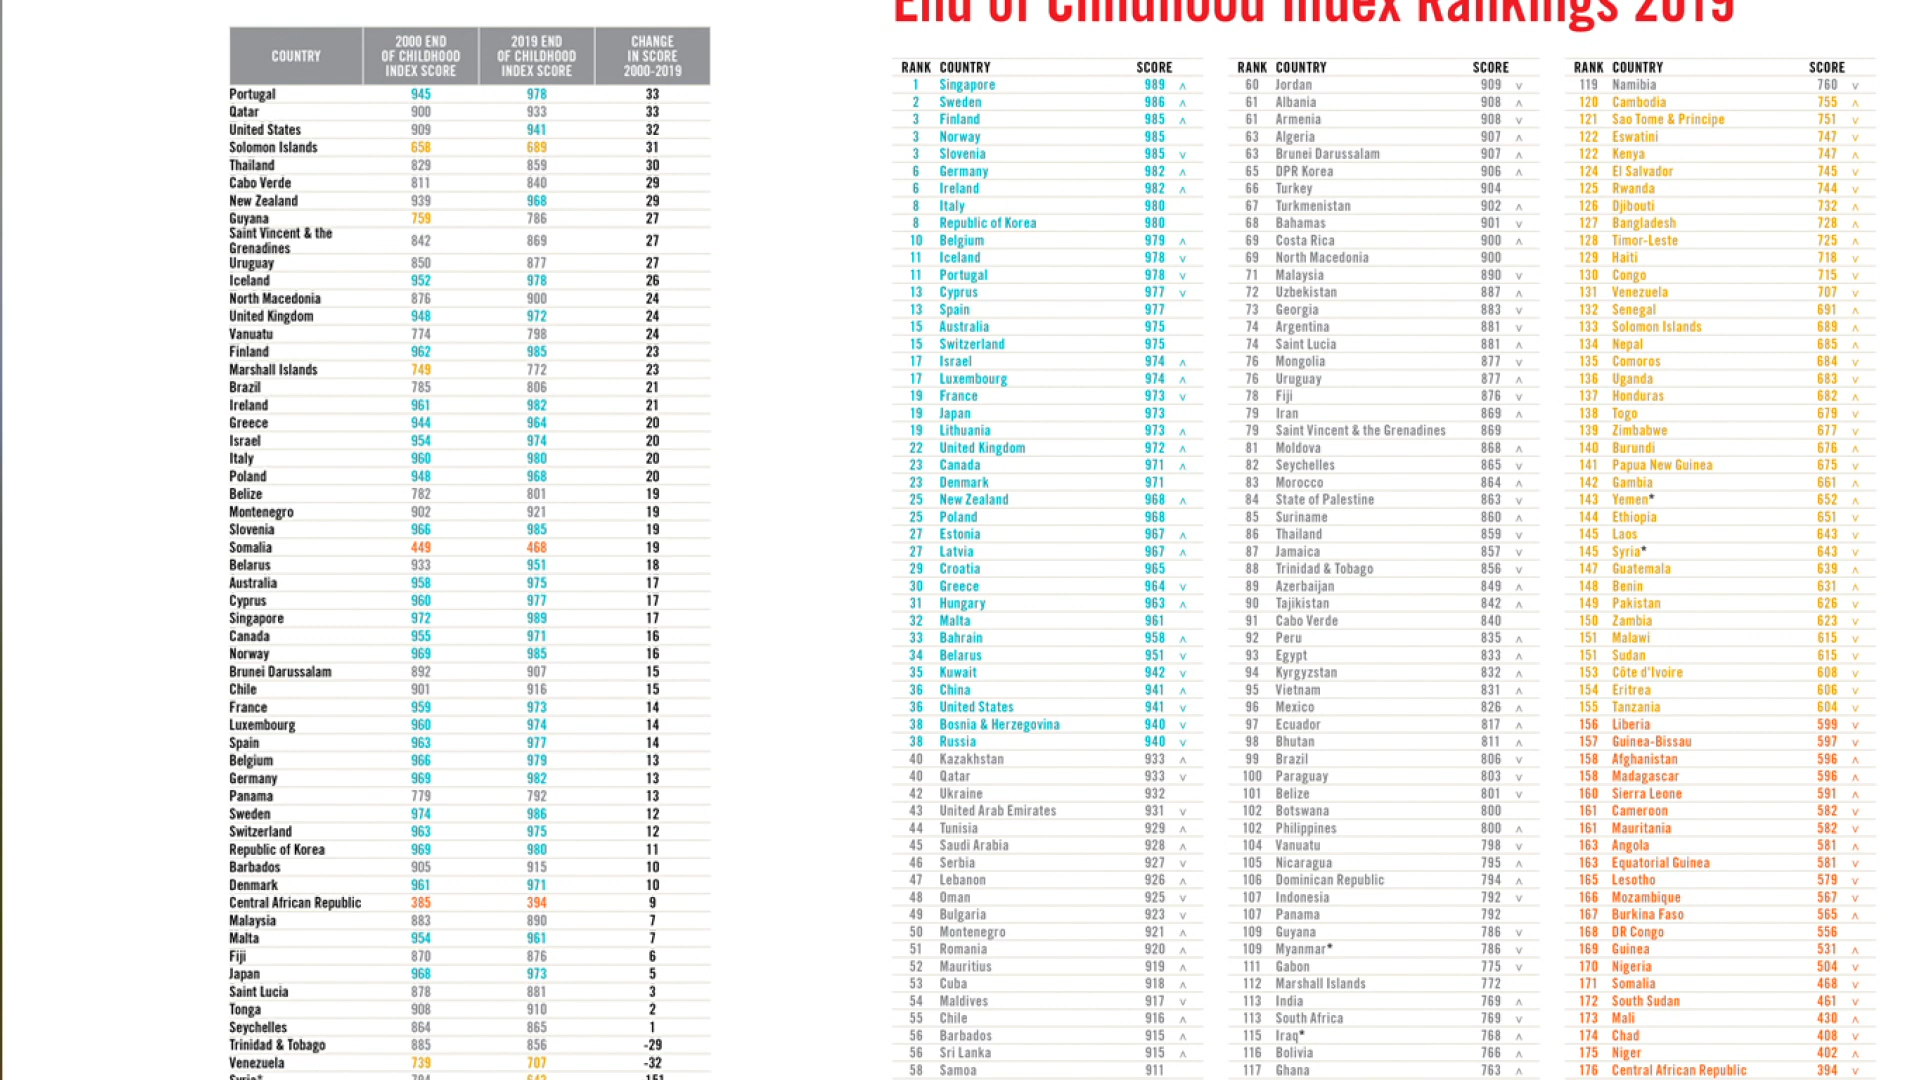 End of Childhood Index Rankings 2019
COUNTRY 2000 END OF CHILDHOOD INDEX SCORE 2019 END OF CHILDHOOD INDEX SCORE CHANGE IN SCORE 2000-2019
Portugal 945 978 33
Qatar 900 933 33
United States 909 941 32
Solomon Islands 658 689 31
Thailand 829 859 30
Cabo Verde 811 840 29
New Zealand 939 968 29
Guyana 759 786 27
Saint Vincent & the Grenadines 842 869 27
Uruguay 850 877 27
Iceland 952 978 26
North Macedonia 876 900 24
United Kingdom 948 972 24
Vanuatu 774 798 24
Finland 962 985 23
Marshall Islands 749 772 23
Brazil 785 806 21
Ireland 961 982 21
Greece 944 964 20
Israel 954 974 20
Italy 960 980 20
Poland 948 968 20
Belize 782 801 19
Montenegro 902 921 19
Slovenia 966 985 19
Somalia 449 468 19
Belarus 933 951 18
Australia 958 975 17
Cyprus 960 977 17
Singapore 972 989 17
Canada 955 971 16
Norway 969 985 16
Brunei Darussalam 892 907 15
Chile 901 916 15
France 959 973 14
Luxembourg 960 974 14
Spain 963 977 14
Belgium 966 979 13
Germany 969 982 13
Panama 779 792 13
Sweden 974 986 12
Switzerland 963 975 12
Republic of Korea 969 980 11
Barbados 905 915 10
Denmark 961 971 10
Central African Republic 385 394 9
Malaysia 883 890 7
Malta 954 961 7
Fiji 870 876 6
Japan 968 973 5
Saint Lucia 878 881 3
Tonga 908 910 2
Seychelles 864 865 1
Trinidad & Tobago 885 856 -29
Venezuela 739 707 -32
RANK COUNTRY SCORE
1 Singapore 989 ∧
2 Sweden 986 ∧
3 Finland 985 ∧
3 Norway 985
3 Slovenia 985 ∨
6 Germany 982 ∧
6 Ireland 982 ∧
8 Italy 980
8 Republic of Korea 980
10 Belgium 979 ∧
11 Iceland 978 ∨
11 Portugal 978 ∨
13 Cyprus 977 ∨
13 Spain 977
15 Australia 975
15 Switzerland 975
17 Israel 974 ∧
17 Luxembourg 974 ∧
19 France 973 ∨
19 Japan 973
19 Lithuania 973 ∧
22 United Kingdom 972 ∧
23 Canada 971 ∧
23 Denmark 971
25 New Zealand 968 ∧
25 Poland 968
27 Estonia 967 ∧
27 Latvia 967 ∧
29 Croatia 965
30 Greece 964 ∨
31 Hungary 963 ∧
32 Malta 961
33 Bahrain 958 ∧
34 Belarus 951 ∨
35 Kuwait 942 ∨
36 China 941 ∧
36 United States 941 ∨
38 Bosnia & Herzegovina 940 ∨
38 Russia 940 ∨
40 Kazakhstan 933 ∧
40 Qatar 933 ∨
42 Ukraine 932
43 United Arab Emirates 931 ∨
44 Tunisia 929 ∧
45 Saudi Arabia 928 ∧
46 Serbia 927 ∨
47 Lebanon 926 ∧
48 Oman 925 ∨
49 Bulgaria 923 ∨
50 Montenegro 921 ∧
51 Romania 920 ∧
52 Mauritius 919 ∧
53 Cuba 918 ∧
54 Maldives 917 ∨
55 Chile 916 ∧
56 Barbados 915 ∧
56 Sri Lanka 915 ∧
58 Samoa 911
RANK COUNTRY SCORE
60 Jordan 909 ∨
61 Albania 908 ∧
61 Armenia 908 ∨
63 Algeria 907 ∧
63 Brunei Darussalam 907 ∧
65 DPR Korea 906 ∧
66 Turkey 904
67 Turkmenistan 902 ∧
68 Bahamas 901 ∨
69 Costa Rica 900 ∧
69 North Macedonia 900
71 Malaysia 890 ∨
72 Uzbekistan 887 ∧
73 Georgia 883 ∨
74 Argentina 881 ∨
74 Saint Lucia 881 ∧
76 Mongolia 877 ∨
76 Uruguay 877 ∧
78 Fiji 876 ∨
79 Iran 869 ∧
79 Saint Vincent & the Grenadines 869
81 Moldova 868 ∧
82 Seychelles 865 ∨
83 Morocco 864 ∧
84 State of Palestine 863 ∨
85 Suriname 860 ∧
86 Thailand 859 ∨
87 Jamaica 857 ∨
88 Trinidad & Tobago 856 ∨
89 Azerbaijan 849 ∧
90 Tajikistan 842 ∧
91 Cabo Verde 840
92 Peru 835 ∧
93 Egypt 833 ∧
94 Kyrgyzstan 832 ∧
95 Vietnam 831 ∧
96 Mexico 826 ∧
97 Ecuador 817 ∧
98 Bhutan 811 ∧
99 Brazil 806 ∨
100 Paraguay 803 ∨
101 Belize 801 ∨
102 Botswana 800
102 Philippines 800 ∧
104 Vanuatu 798 ∨
105 Nicaragua 795 ∧
106 Dominican Republic 794 ∧
107 Indonesia 792 ∨
107 Panama 792
109 Guyana 786 ∨
109 Myanmar* 786 ∨
111 Gabon 775 ∨
112 Marshall Islands 772
113 India 769 ∧
113 South Africa 769 ∨
115 Iraq* 768 ∧
116 Bolivia 766 ∧
117 Ghana 763 ∧
RANK COUNTRY SCORE
119 Namibia 760 ∨
120 Cambodia 755 ∧
121 Sao Tome & Principe 751 ∨
122 Eswatini 747 ∨
122 Kenya 747 ∧
124 El Salvador 745 ∨
125 Rwanda 744 ∨
126 Djibouti 732 ∧
127 Bangladesh 728 ∧
128 Timor-Leste 725 ∧
129 Haiti 718 ∨
130 Congo 715 ∨
131 Venezuela 707 ∨
132 Senegal 691 ∧
133 Solomon Islands 689 ∧
134 Nepal 685 ∧
135 Comoros 684 ∨
136 Uganda 683 ∨
137 Honduras 682 ∧
138 Togo 679 ∨
139 Zimbabwe 677 ∨
140 Burundi 676 ∧
141 Papua New Guinea 675 ∨
142 Gambia 661 ∧
143 Yemen* 652 ∧
144 Ethiopia 651 ∨
145 Laos 643 ∨
145 Syria* 643 ∨
147 Guatemala 639 ∧
148 Benin 631 ∧
149 Pakistan 626 ∨
150 Zambia 623 ∨
151 Malawi 615 ∨
151 Sudan 615 ∨
153 Côte d'Ivoire 608 ∨
154 Eritrea 606 ∨
155 Tanzania 604 ∨
156 Liberia 599 ∨
157 Guinea-Bissau 597 ∨
158 Afghanistan 596 ∧
158 Madagascar 596 ∧
160 Sierra Leone 591 ∧
161 Cameroon 582 ∨
161 Mauritania 582 ∨
163 Angola 581 ∧
163 Equatorial Guinea 581 ∨
165 Lesotho 579 ∨
166 Mozambique 567 ∨
167 Burkina Faso 565 ∧
168 DR Congo 556
169 Guinea 531 ∧
170 Nigeria 504 ∨
171 Somalia 468 ∨
172 South Sudan 461 ∨
173 Mali 430 ∧
174 Chad 408 ∨
175 Niger 402 ∧
176 Central African Republic 394 ∨